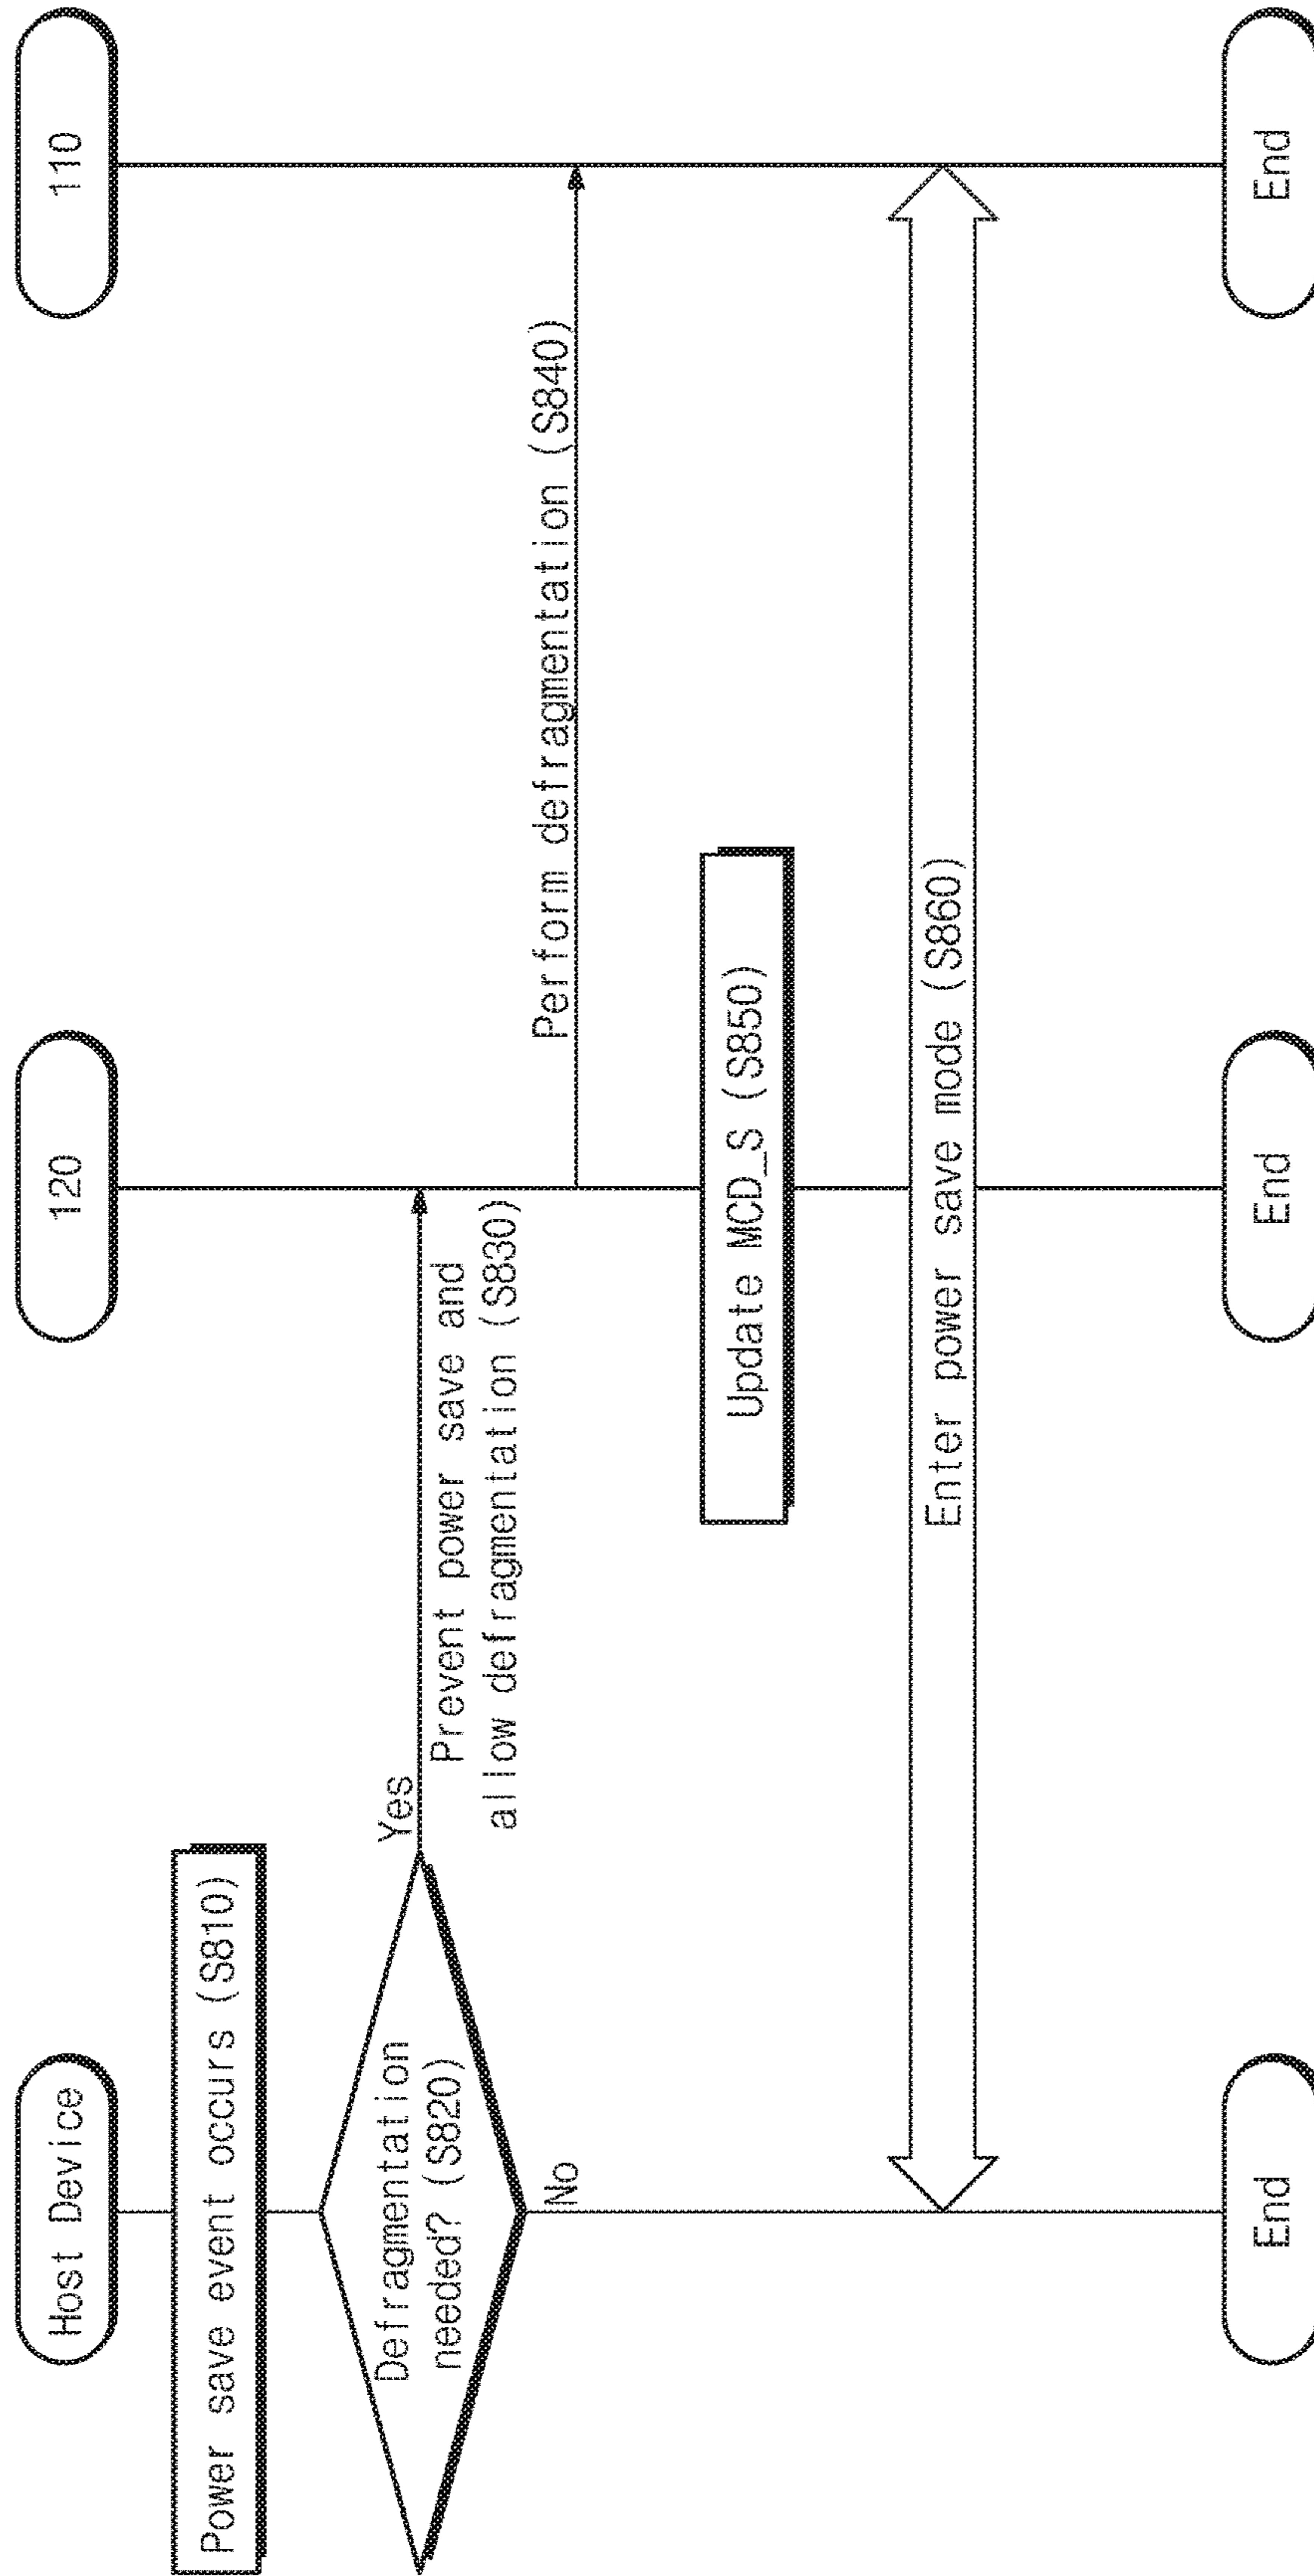 Host Device
120
110
Power save event occurs (S810)
Defragmentation
needed? (S820)
Yes
Prevent power save and
allow defragmentation (S830)
No
Perform defragmentation (S840)
Update MCD_S (S850)
Enter power save mode (S860)
End
End
End